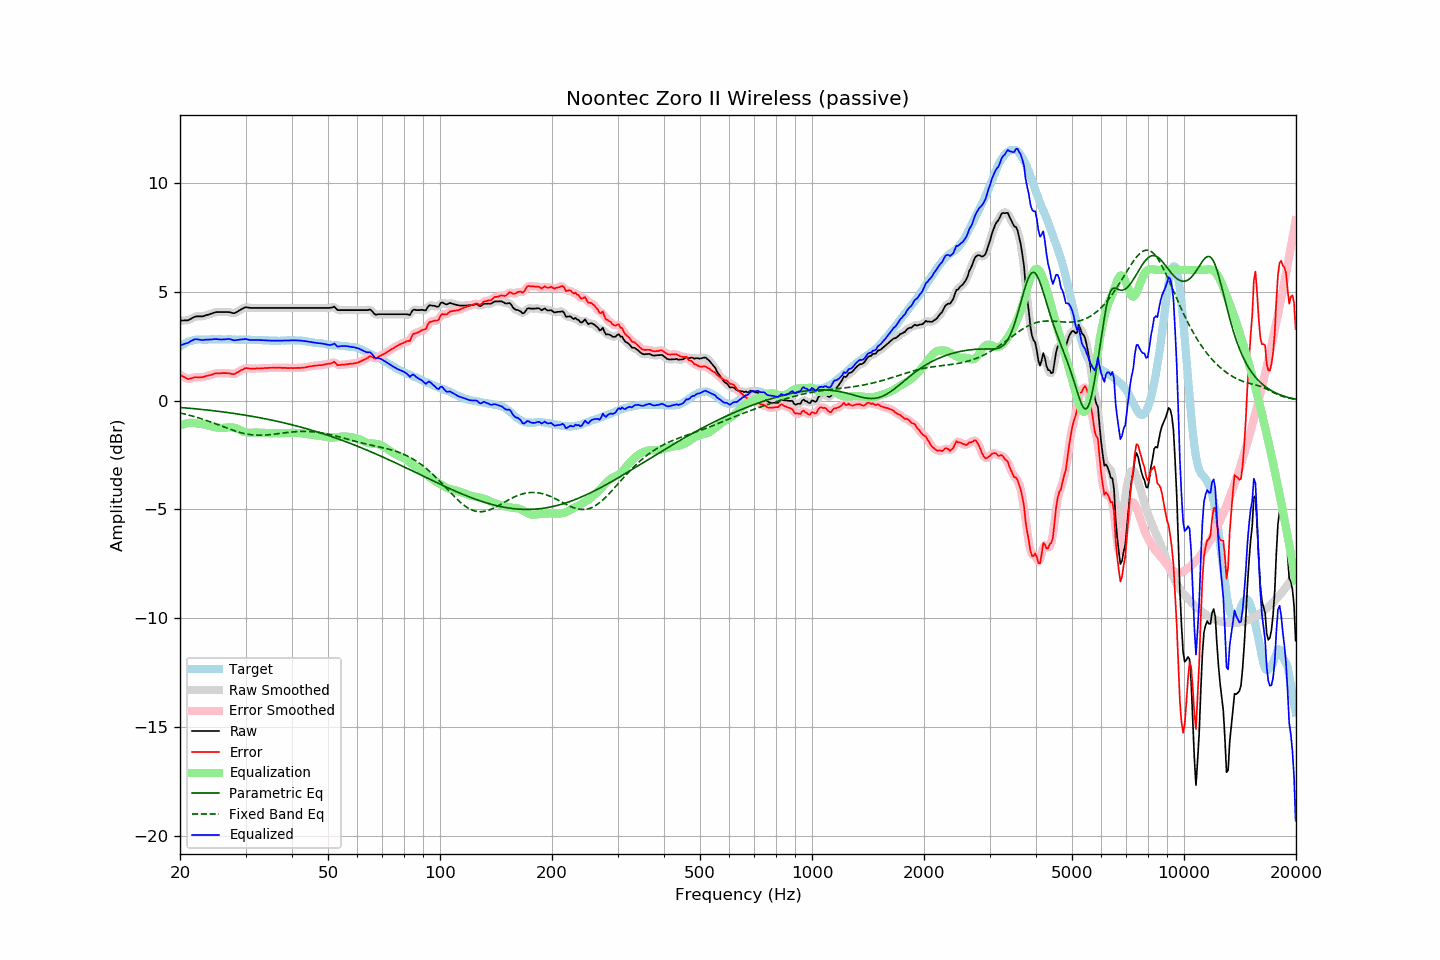 Noontec Zoro II Wireless (passive)
Amplitude (dBr)
10
5
0
−5
−10
−15
−20
Target
Raw Smoothed
Error Smoothed
Raw
Error
Equalization
Parametric Eq
Fixed Band Eq
Equalized
20 50 100 200 500 1000 2000 5000 10000 20000
Frequency (Hz)